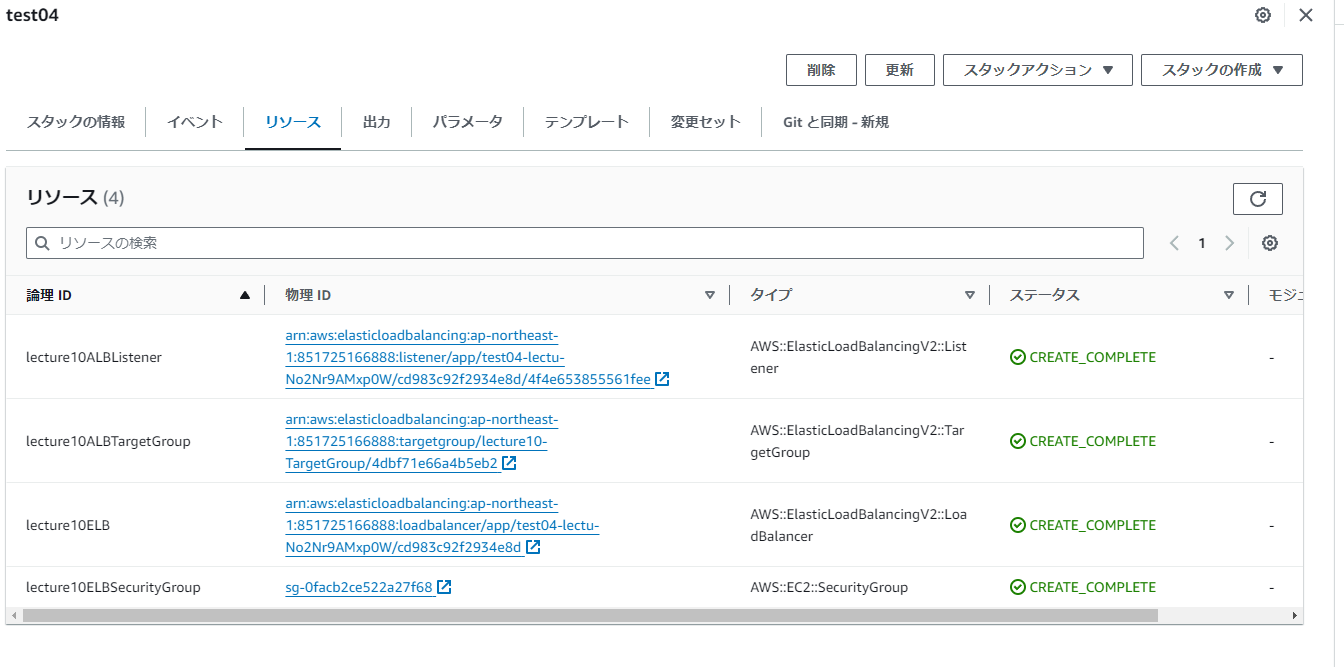 test04
削除 更新 スタックアクション スタックの作成
スタックの情報 イベント リソース 出力 パラメータ テンプレート 変更セット Git と同期 - 新規
リソース (4)
リソースの検索
1
論理 ID 物理 ID タイプ ステータス モジュ
lecture10ALBListener
arn:aws:elasticloadbalancing:ap-northeast-
1:851725166888:listener/app/test04-lectu-
No2Nr9AMxp0W/cd983c92f2934e8d/4f4e653855561fee
AWS::ElasticLoadBalancingV2::List
ener
CREATE_COMPLETE
-
lecture10ALBTargetGroup
arn:aws:elasticloadbalancing:ap-northeast-
1:851725166888:targetgroup/lecture10-
TargetGroup/4dbf71e66a4b5eb2
AWS::ElasticLoadBalancingV2::Tar
getGroup
CREATE_COMPLETE
-
lecture10ELB
arn:aws:elasticloadbalancing:ap-northeast-
1:851725166888:loadbalancer/app/test04-lectu-
No2Nr9AMxp0W/cd983c92f2934e8d
AWS::ElasticLoadBalancingV2::Loa
dBalancer
CREATE_COMPLETE
-
lecture10ELBSecurityGroup
sg-0facb2ce522a27f68
AWS::EC2::SecurityGroup
CREATE_COMPLETE
-